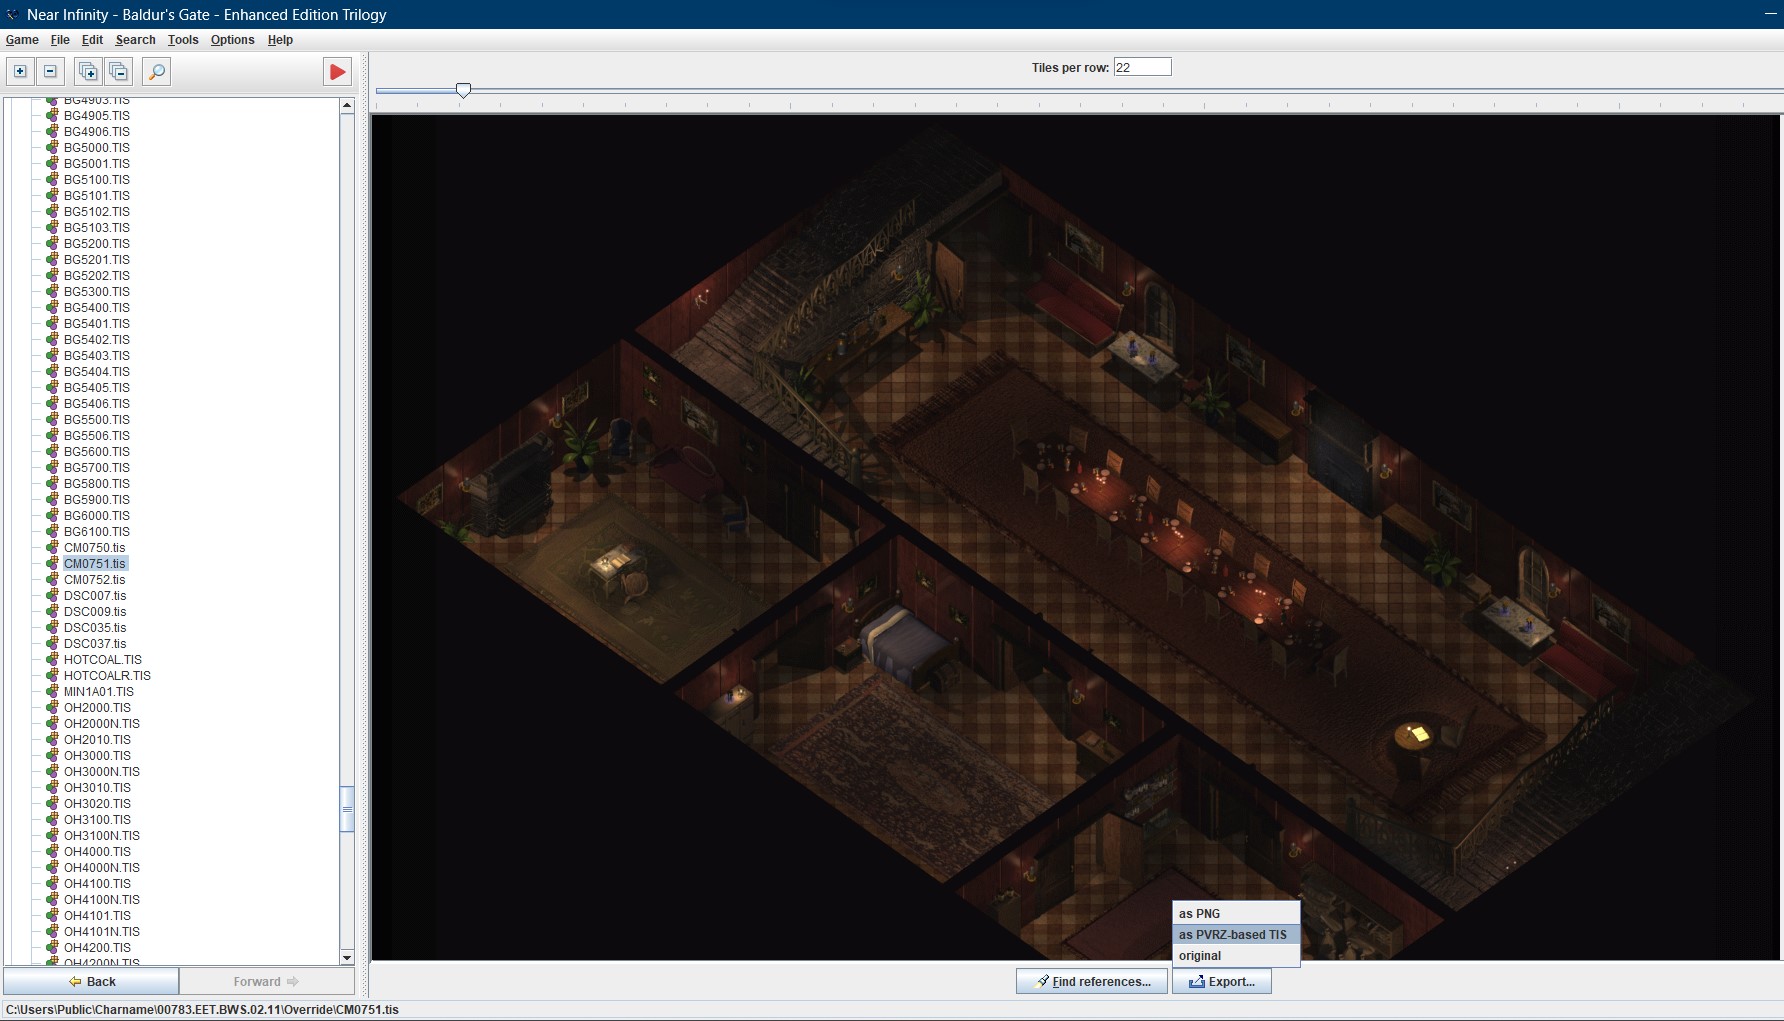 Near Infinity - Baldur's Gate - Enhanced Edition Trilogy
Game File Edit Search Tools Options Help
Tiles per row: 22
BG4903.TIS
BG4905.TIS
BG4906.TIS
BG5000.TIS
BG5001.TIS
BG5100.TIS
BG5101.TIS
BG5102.TIS
BG5103.TIS
BG5200.TIS
BG5201.TIS
BG5202.TIS
BG5300.TIS
BG5400.TIS
BG5401.TIS
BG5402.TIS
BG5403.TIS
BG5404.TIS
BG5405.TIS
BG5406.TIS
BG5500.TIS
BG5506.TIS
BG5600.TIS
BG5700.TIS
BG5800.TIS
BG5900.TIS
BG6000.TIS
BG6100.TIS
CM0750.tis
CM0751.tis
CM0752.tis
DSC007.tis
DSC009.tis
DSC035.tis
DSC037.tis
HOTCOAL.TIS
HOTCOALR.TIS
MIN1A01.TIS
OH2000.TIS
OH2000N.TIS
OH2010.TIS
OH3000.TIS
OH3000N.TIS
OH3010.TIS
OH3020.TIS
OH3100.TIS
OH3100N.TIS
OH4000.TIS
OH4000N.TIS
OH4100.TIS
OH4100N.TIS
OH4101.TIS
OH4101N.TIS
OH4200.TIS
OH4200N.TIS
as PNG
as PVRZ-based TIS
original
Back Forward
Find references... Export...
C:\Users\Public\Charname\00783.EET.BWS.02.11\Override\CM0751.tis